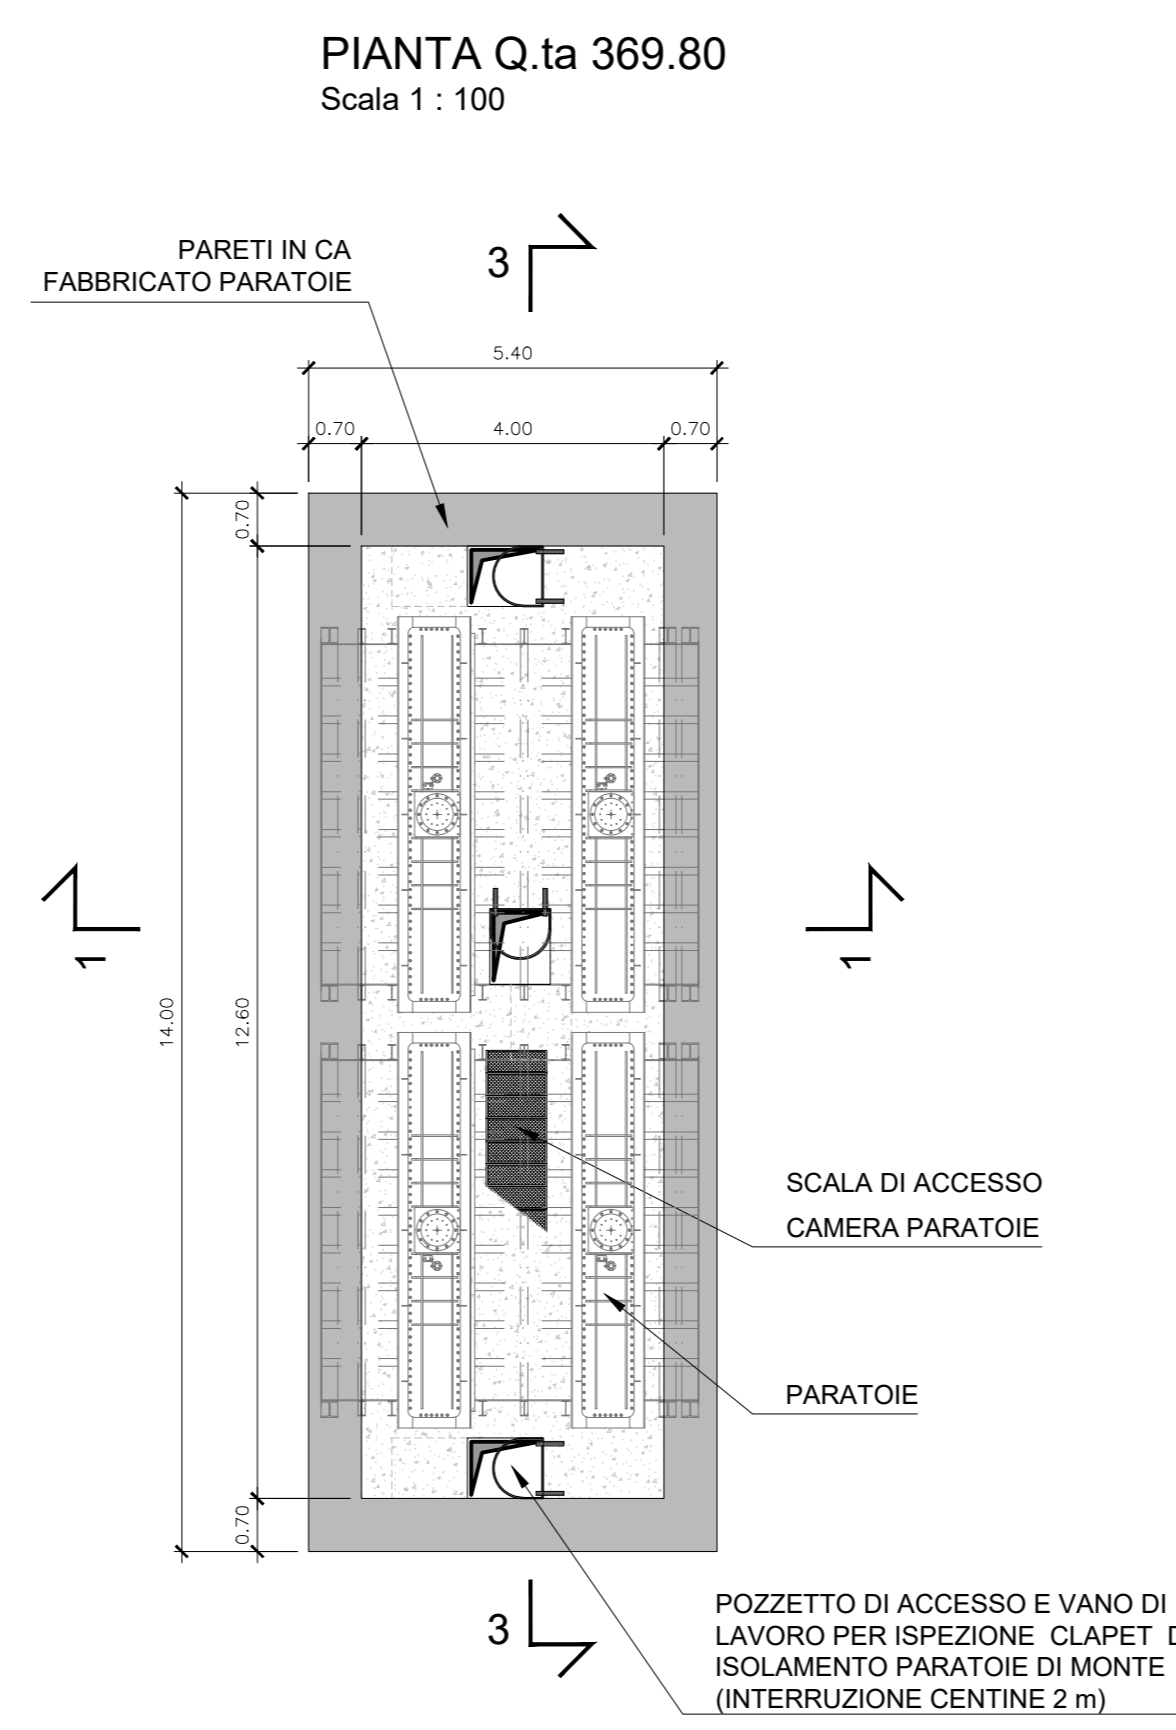 PIANTA Q.ta 369.80
Scala 1 : 100
3
PARETI IN CA
FABBRICATO PARATOIE
5.40
0.70
4.00
0.70
0.70
1
1
14.00
12.60
SCALA DI ACCESSO
CAMERA PARATOIE
PARATOIE
0.70
3
POZZETTO DI ACCESSO E VANO DI
LAVORO PER ISPEZIONE CLAPET D
ISOLAMENTO PARATOIE DI MONTE
(INTERRUZIONE CENTINE 2 m)